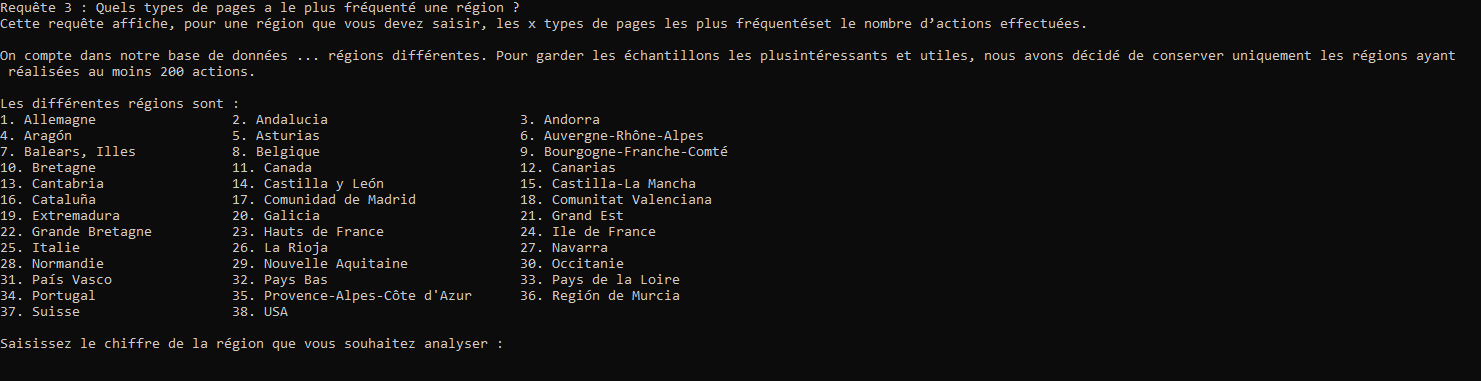 Requête 3 : Quels types de pages a le plus fréquenté une région ?
Cette requête affiche, pour une région que vous devez saisir, les x types de pages les plus fréquentéset le nombre d’actions effectuées.
On compte dans notre base de données ... régions différentes. Pour garder les échantillons les plusintéressants et utiles, nous avons décidé de conserver uniquement les régions ayant
réalisées au moins 200 actions.
Les différentes régions sont :
1. Allemagne 2. Andalucia 3. Andorra
4. Aragón 5. Asturias 6. Auvergne-Rhône-Alpes
7. Balears, Illes 8. Belgique 9. Bourgogne-Franche-Comté
10. Bretagne 11. Canada 12. Canarias
13. Cantabria 14. Castilla y León 15. Castilla-La Mancha
16. Cataluña 17. Comunidad de Madrid 18. Comunitat Valenciana
19. Extremadura 20. Galicia 21. Grand Est
22. Grande Bretagne 23. Hauts de France 24. Ile de France
25. Italie 26. La Rioja 27. Navarra
28. Normandie 29. Nouvelle Aquitaine 30. Occitanie
31. País Vasco 32. Pays Bas 33. Pays de la Loire
34. Portugal 35. Provence-Alpes-Côte d'Azur 36. Región de Murcia
37. Suisse 38. USA
Saisissez le chiffre de la région que vous souhaitez analyser :